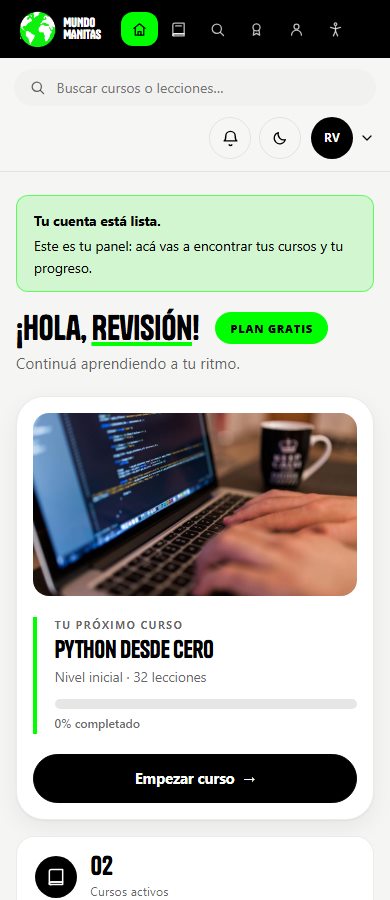 MUNDO
MANITAS
Buscar cursos o lecciones...
RV
Tu cuenta está lista.
Este es tu panel: acá vas a encontrar tus cursos y tu
progreso.
¡HOLA, REVISIÓN!
PLAN GRATIS
Continuá aprendiendo a tu ritmo.
KEEP
CALM
TU PRÓXIMO CURSO
PYTHON DESDE CERO
Nivel inicial · 32 lecciones
0% completado
Empezar curso →
02
Cursos activos